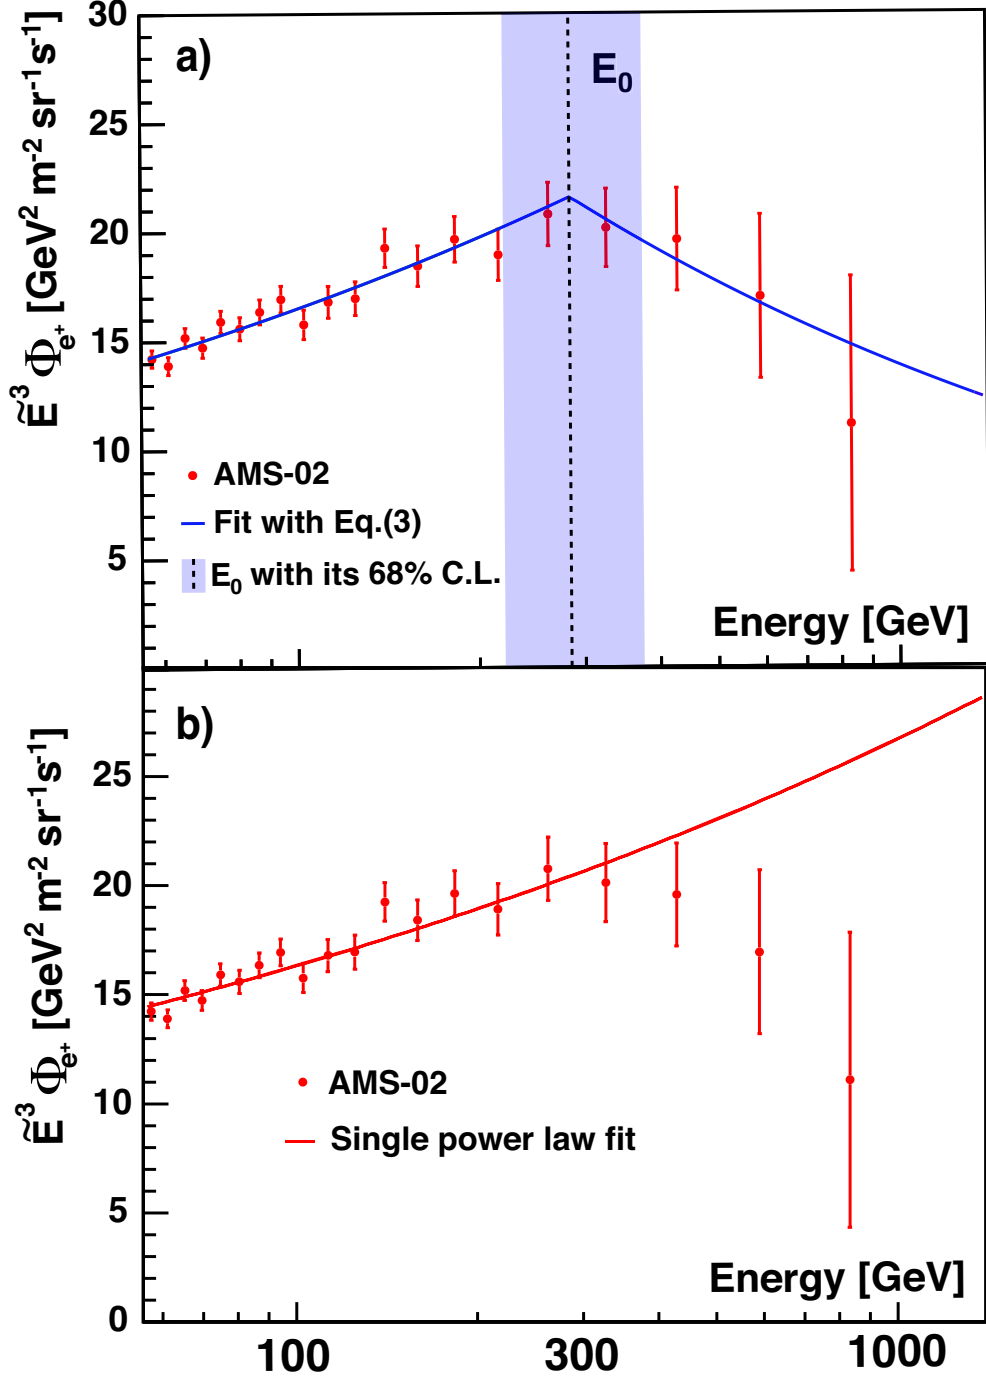 a)
E₀
30
25
20
15
10
5
Ẽ³ Φₑ⁺ [GeV² m⁻² sr⁻¹ s⁻¹]
AMS-02
Fit with Eq.(3)
E₀ with its 68% C.L.
Energy [GeV]
b)
25
20
15
10
5
0
Ẽ³ Φₑ⁺ [GeV² m⁻² sr⁻¹ s⁻¹]
AMS-02
Single power law fit
Energy [GeV]
100
300
1000